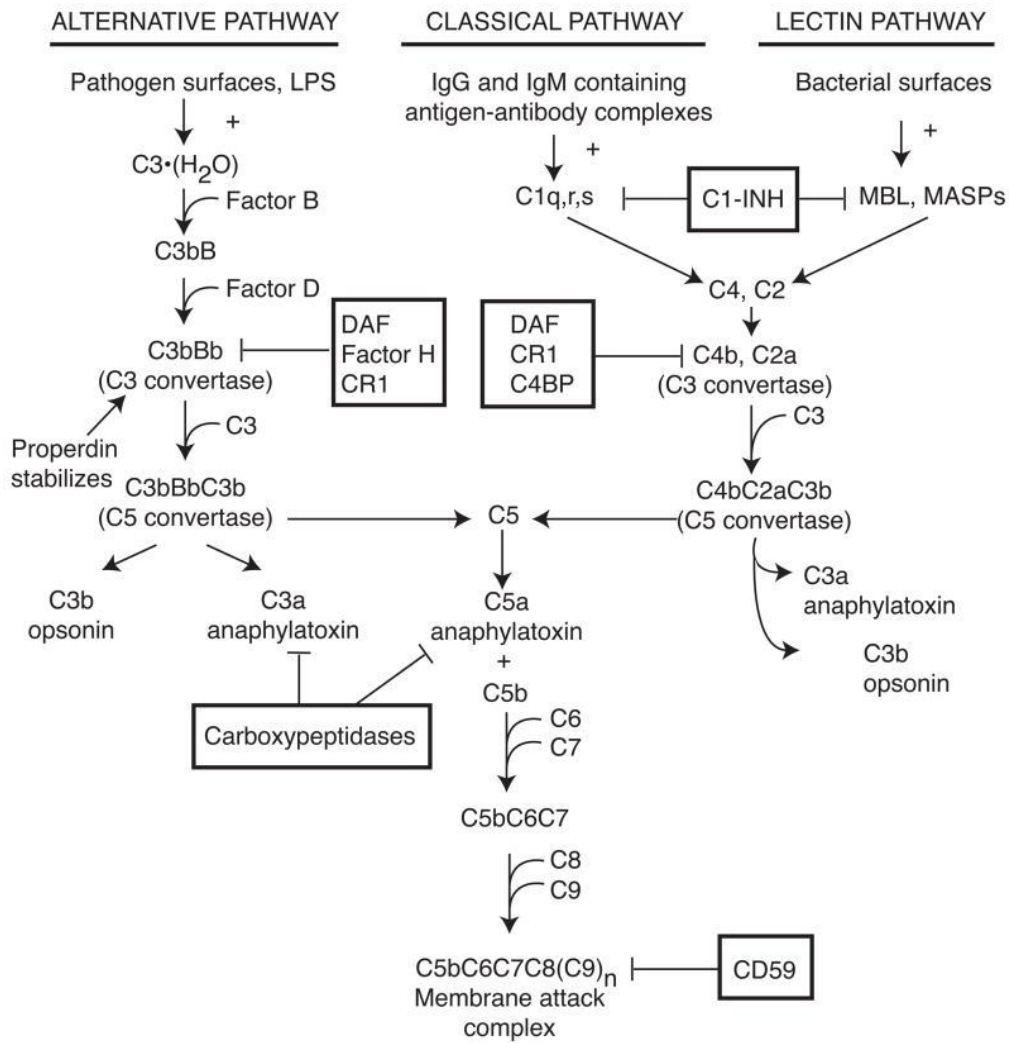 ALTERNATIVE PATHWAY
CLASSICAL PATHWAY
LECTIN PATHWAY
Pathogen surfaces, LPS
IgG and IgM containing
antigen-antibody complexes
Bacterial surfaces
+
+
+
C3•(H2O)
C1q,r,s
C1-INH
MBL, MASPs
Factor B
C3bB
Factor D
C4, C2
DAF
Factor H
CR1
DAF
CR1
C4BP
C3bBb
(C3 convertase)
C4b, C2a
(C3 convertase)
C3
C3
Properdin
stabilizes
C3bBbC3b
(C5 convertase)
C5
C4bC2aC3b
(C5 convertase)
C3b
opsonin
C3a
anaphylatoxin
C5a
anaphylatoxin
+
C5b
C3a
anaphylatoxin
C3b
opsonin
Carboxypeptidases
C6
C7
C5bC6C7
C8
C9
C5bC6C7C8(C9)n
Membrane attack
complex
CD59